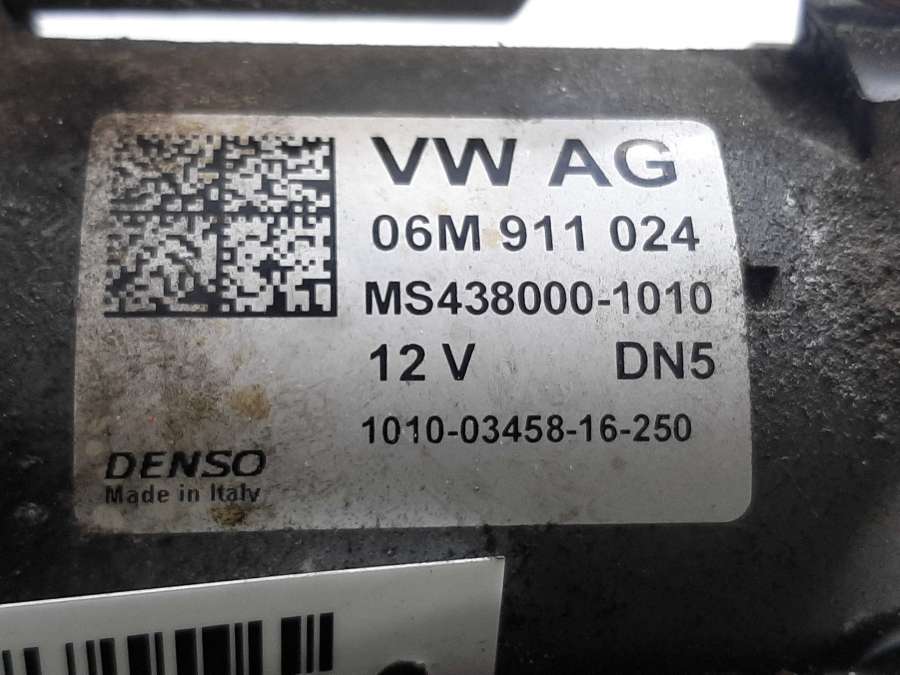 VW AG
06M 911 024
MS438000-1010
12 V DN5
1010-03458-16-250
DENSO
Made in Italy